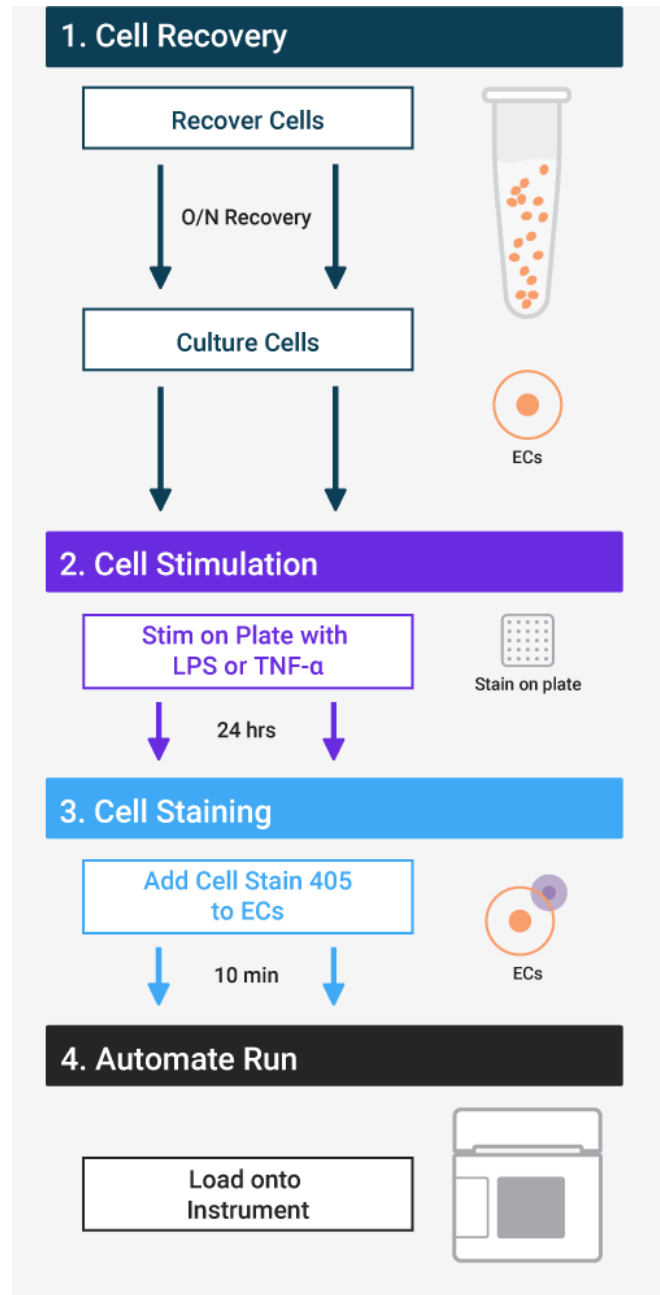 1. Cell Recovery
Recover Cells
O/N Recovery
Culture Cells
ECs
2. Cell Stimulation
Stim on Plate with
LPS or TNF-α
Stain on plate
24 hrs
3. Cell Staining
Add Cell Stain 405
to ECs
ECs
10 min
4. Automate Run
Load onto
Instrument